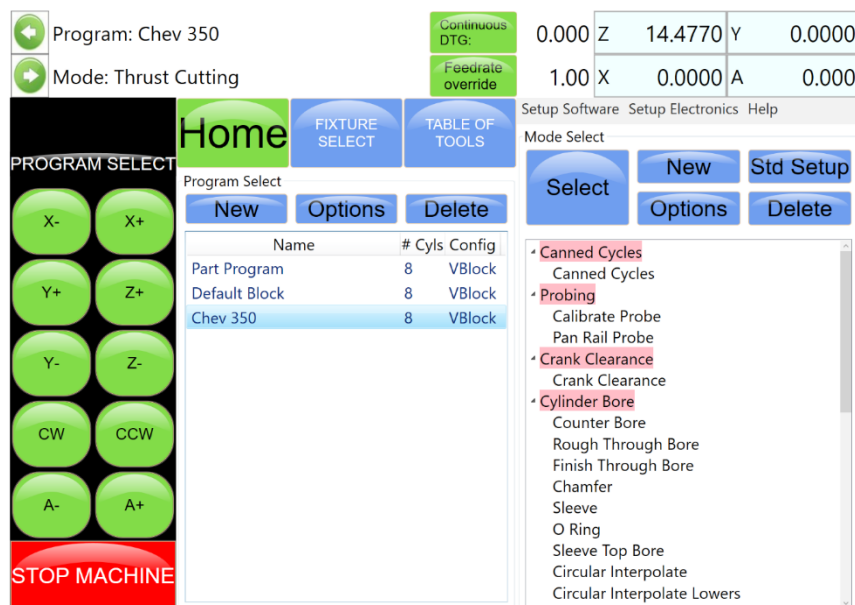 Program: Chev 350
Continuous DTG:
0.000 Z 14.4770 Y 0.0000
Mode: Thrust Cutting
Feedrate override
1.00 X 0.0000 A 0.000
PROGRAM SELECT
X- X+
Y+ Z+
Y- Z-
CW CCW
A- A+
STOP MACHINE
Home
FIXTURE SELECT
TABLE OF TOOLS
Program Select
New Options Delete
Name # Cyls Config
Part Program 8 VBlock
Default Block 8 VBlock
Chev 350 8 VBlock
Setup Software Setup Electronics Help
Mode Select
Select
New Std Setup
Options Delete
Canned Cycles
Canned Cycles
Probing
Calibrate Probe
Pan Rail Probe
Crank Clearance
Crank Clearance
Cylinder Bore
Counter Bore
Rough Through Bore
Finish Through Bore
Chamfer
Sleeve
O Ring
Sleeve Top Bore
Circular Interpolate
Circular Interpolate Lowers